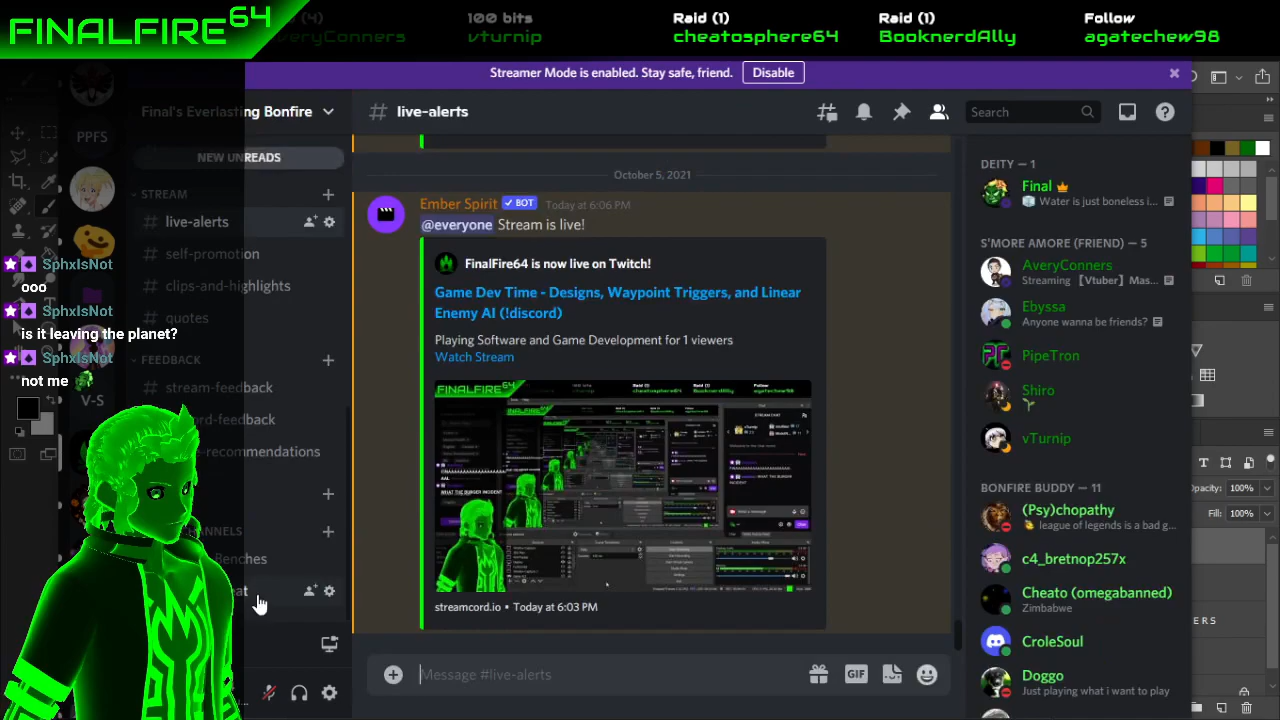 FINALFIRE64
(4)
AveryConners
100 bits
vturnip
Raid (1)
cheatosphere64
Raid (1)
BooknerdAlly
Follow
agatechew98
Streamer Mode is enabled. Stay safe, friend.
Disable
Final's Everlasting Bonfire
PPFS
NEW UNREADS
STREAM
live-alerts
self-promotion
clips-and-highlights
quotes
FEEDBACK
stream-feedback
V-S
SphxIsNot
ooo
SphxIsNot
is it leaving the planet?
SphxIsNot
not me
# live-alerts
Search
October 5, 2021
Ember Spirit BOT Today at 6:06 PM
@everyone Stream is live!
FinalFire64 is now live on Twitch!
Game Dev Time - Designs, Waypoint Triggers, and Linear
Enemy AI (!discord)
Playing Software and Game Development for 1 viewers
Watch Stream
streamcord.io • Today at 6:03 PM
Message #live-alerts
GIF
DEITY — 1
Final
Water is just boneless i...
S'MORE AMORE (FRIEND) — 5
AveryConners
Streaming 【Vtuber】 Mas...
Ebyssa
Anyone wanna be friends?
PipeTron
Shiro
vTurnip
BONFIRE BUDDY — 11
(Psy)chopathy
league of legends is a bad g...
c4_bretnop257x
Cheato (omegabanned)
Zimbabwe
CroleSoul
Doggo
Just playing what i want to play
Opacity: 100%
Fill: 100%